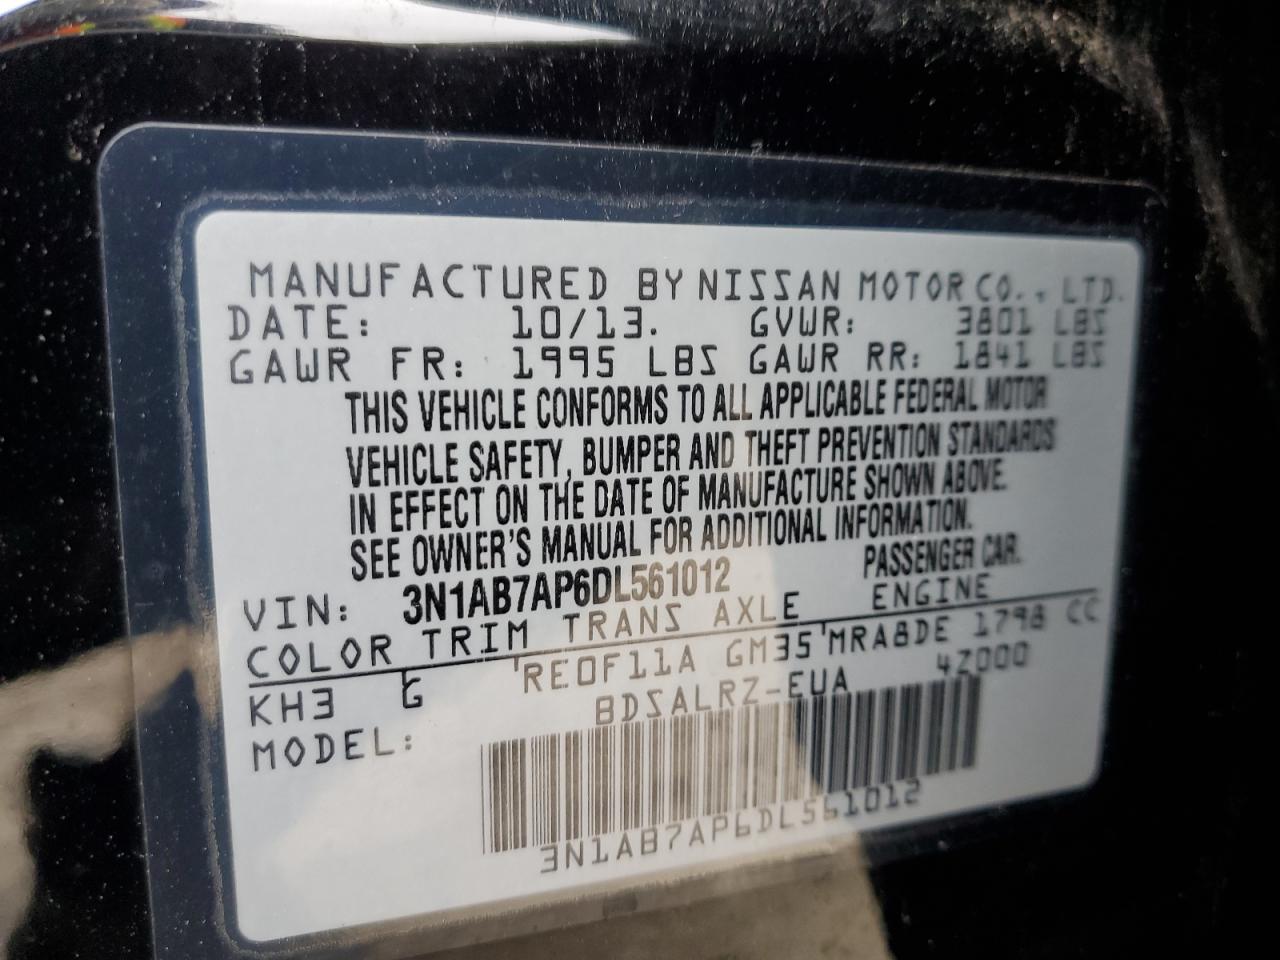 MANUFACTURED BY NISSAN MOTOR CO., LTD.
DATE: 10/13. GVWR: 3801 LBS
GAWR FR: 1995 LBS GAWR RR: 1841 LBS
THIS VEHICLE CONFORMS TO ALL APPLICABLE FEDERAL MOTOR
VEHICLE SAFETY, BUMPER AND THEFT PREVENTION STANDARDS
IN EFFECT ON THE DATE OF MANUFACTURE SHOWN ABOVE.
SEE OWNER'S MANUAL FOR ADDITIONAL INFORMATION.
VIN: 3N1AB7AP6DL561012 PASSENGER CAR.
COLOR TRIM TRANS AXLE ENGINE
KH3 G 'REOF11A GM35'MRA8DE 1798 CC
MODEL: BDSALRZ-EUA 4Z000
3N1AB7AP6DL561012